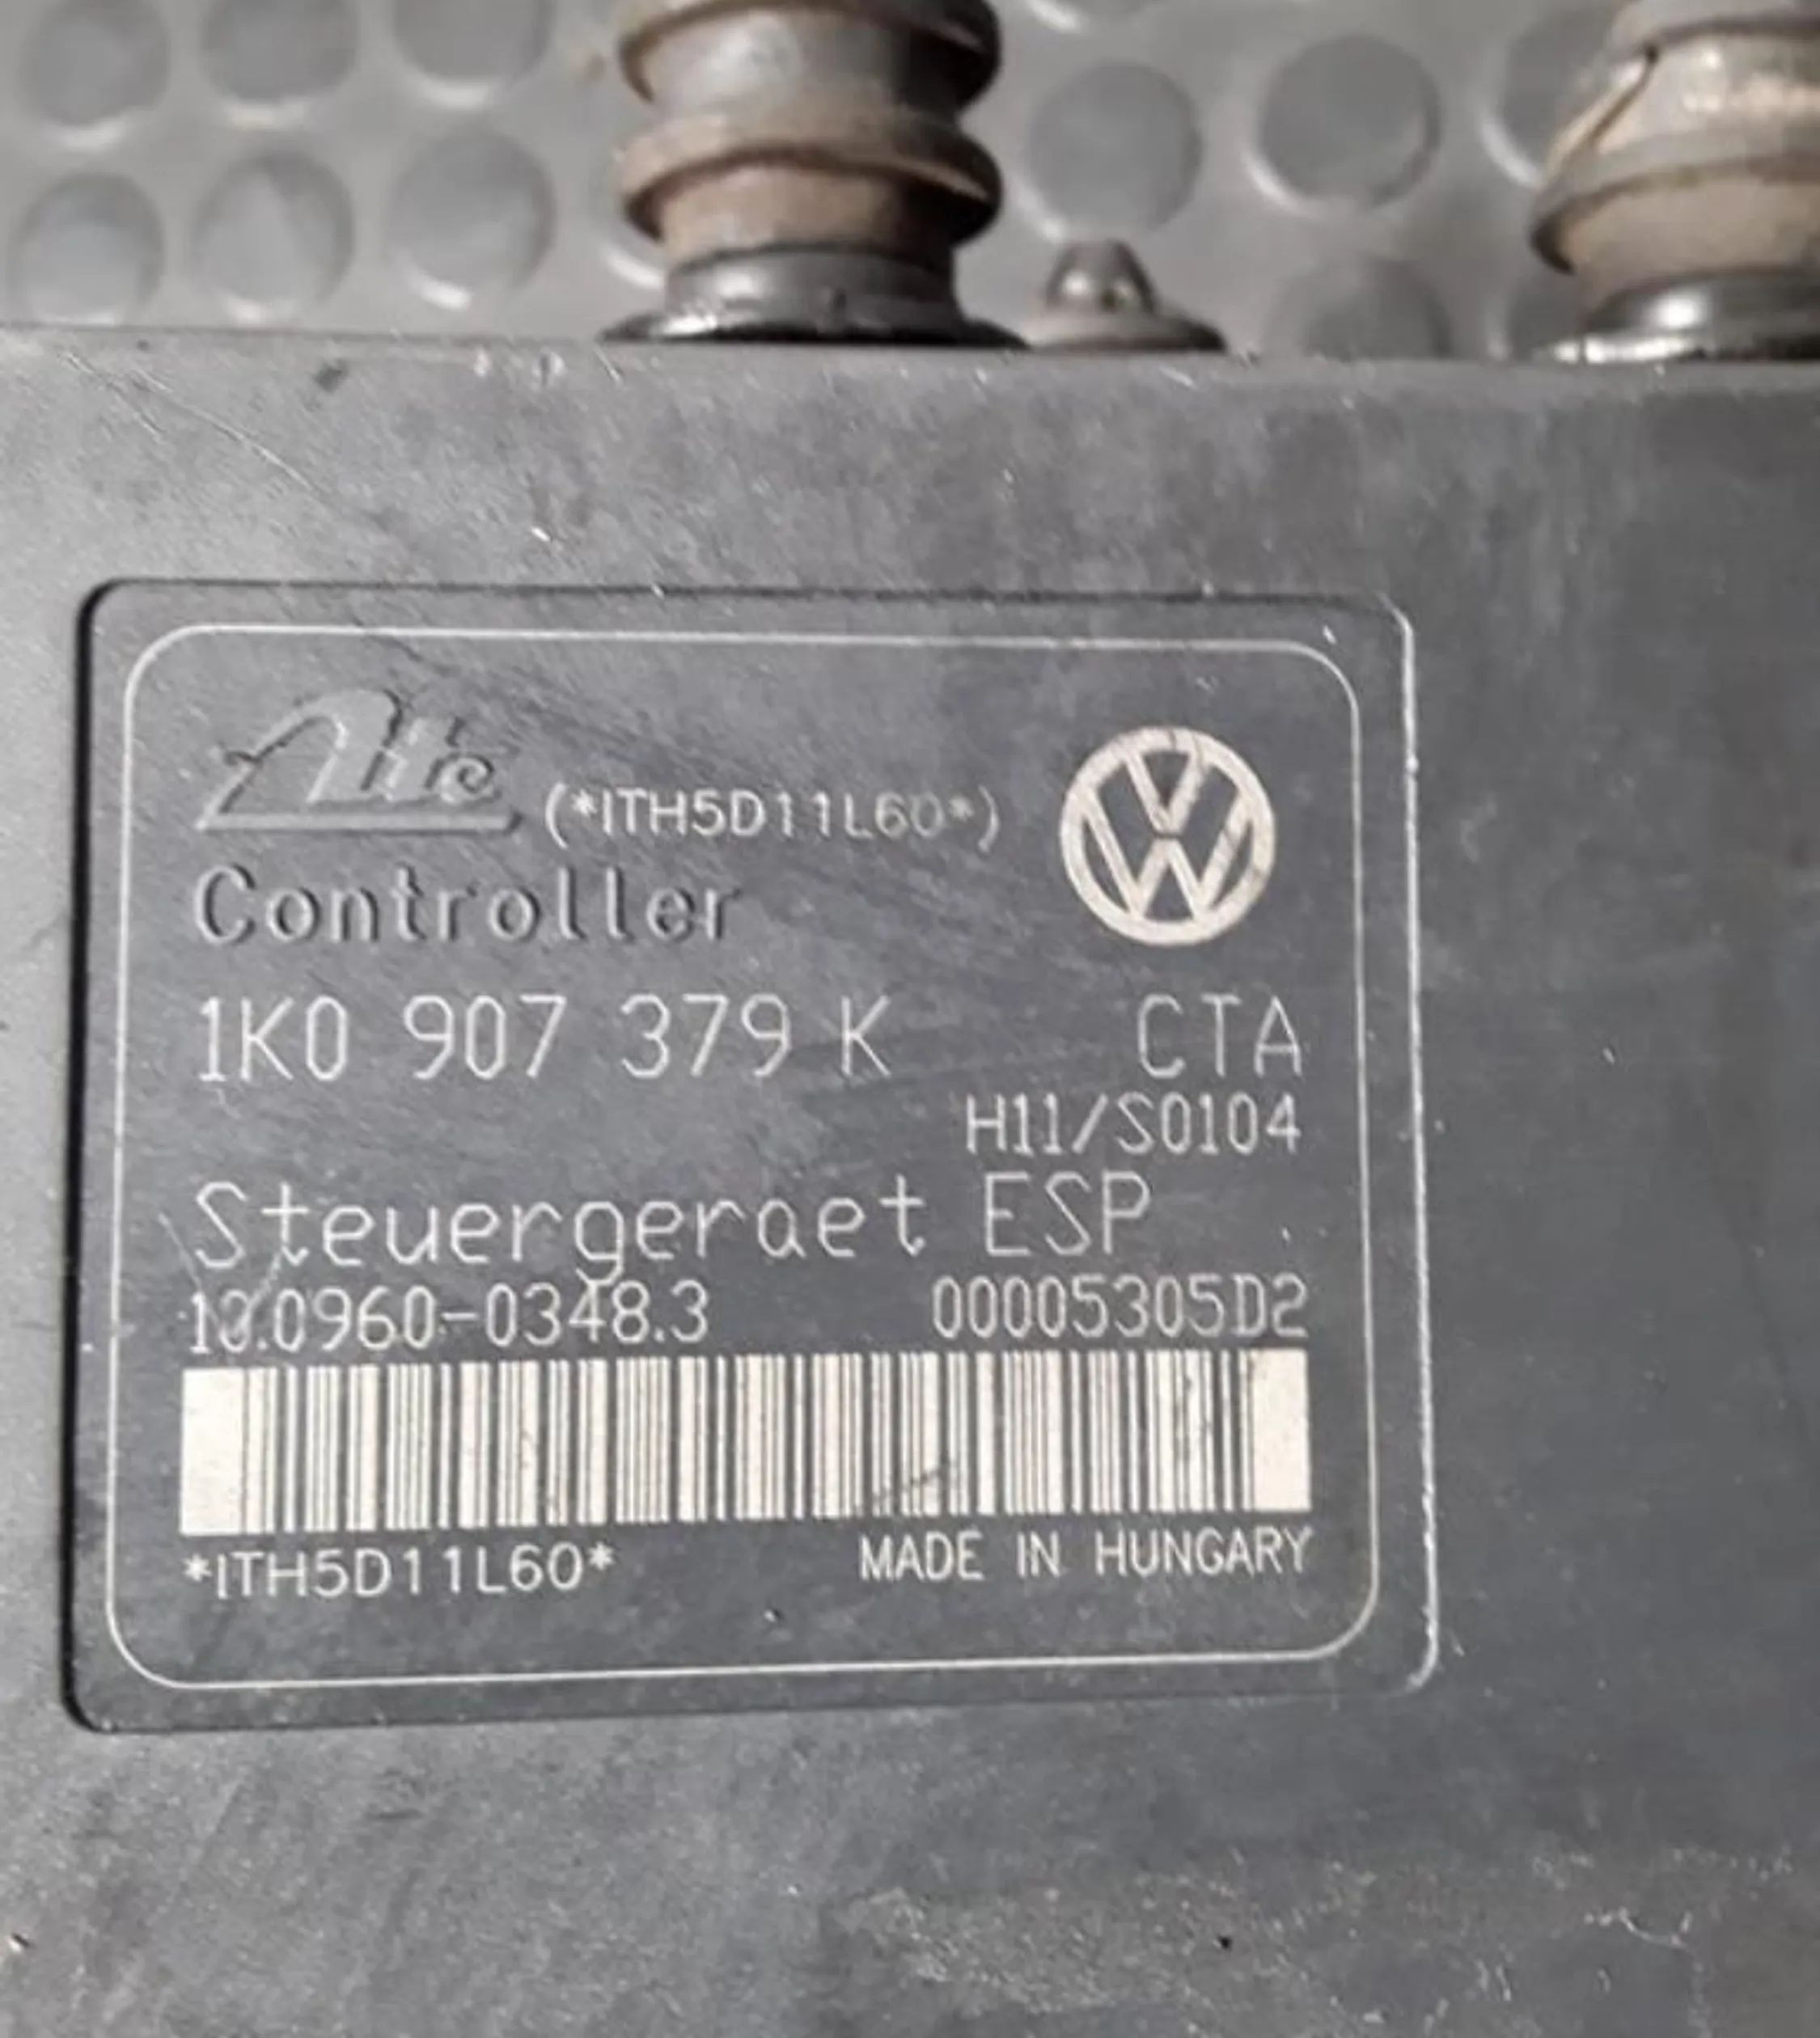 Ate (*ITH5D11L60*)
Controller
1K0 907 379 K CTA
H11/S0104
Steuergeraet ESP
10.0960-0348.3 00005305D2
*ITH5D11L60* MADE IN HUNGARY